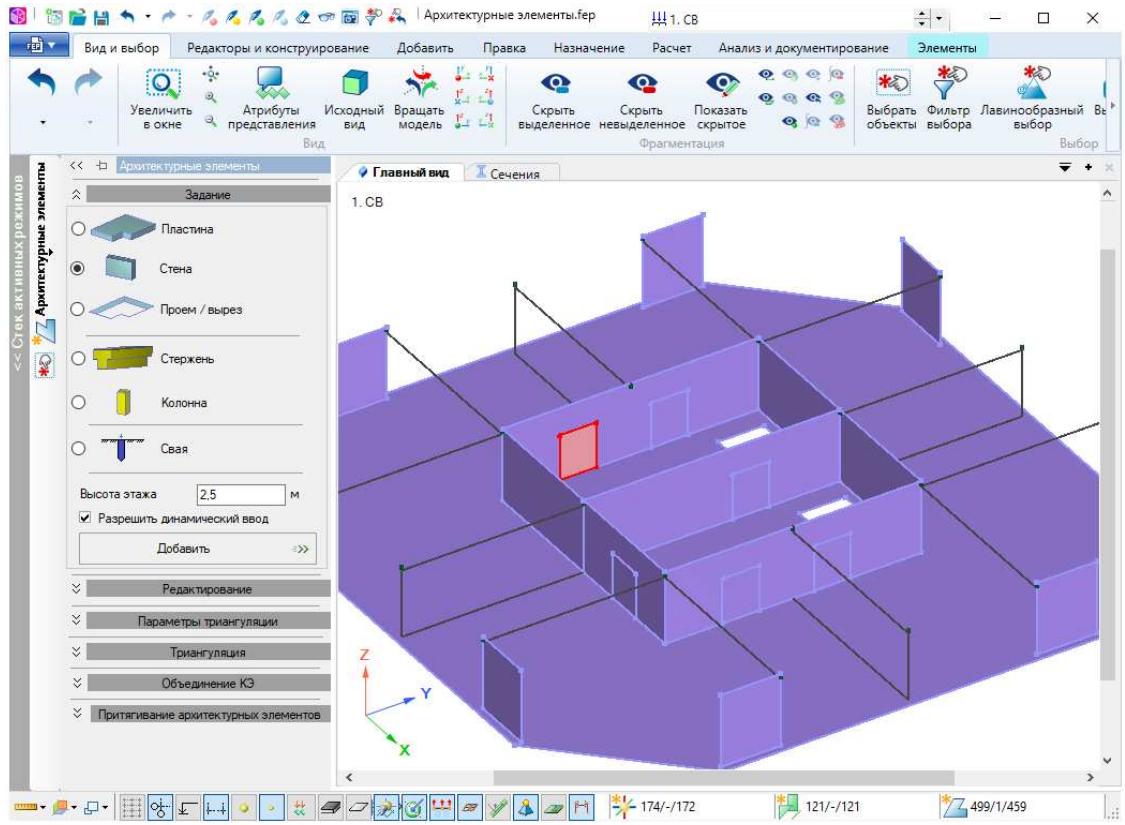 Архитектурные элементы.fep
1. СВ
FEP
Вид и выбор
Редакторы и конструирование
Добавить
Правка
Назначение
Расчет
Анализ и документирование
Элементы
Увеличить
в окне
Атрибуты
представления
Исходный
вид
Вращать
модель
Скрыть
выделенное
Скрыть
невыделенное
Показать
скрытое
Выбрать
объекты
Фильтр
выбора
Лавинообразный
выбор
Вид
Фрагментация
Выбор
<< Стек активных режимов
Архитектурные элементы
<<
Архитектурные элементы
Задание
Пластина
Стена
Проем / вырез
Стержень
Колонна
Свая
Высота этажа
2,5
м
Разрешить динамический ввод
Добавить
Редактирование
Параметры триангуляции
Триангуляция
Объединение КЭ
Притягивание архитектурных элементов
Главный вид
Сечения
1. СВ
Z
Y
X
174/-/172
121/-/121
499/1/459